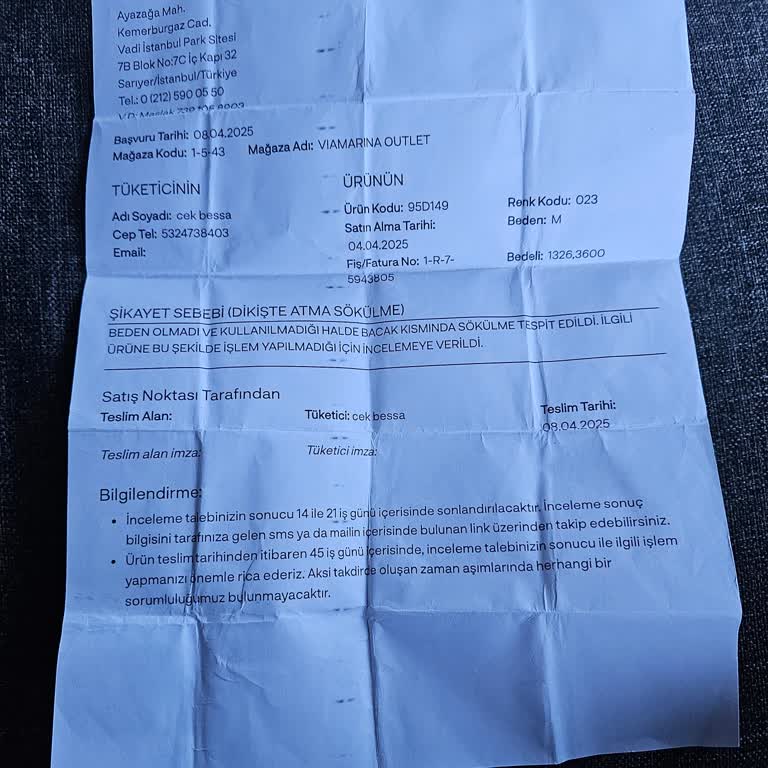 Ayazağa Mah.
Kemerburgaz Cad.
Vadi İstanbul Park Sitesi
7B Blok No:7C İç Kapı 32
Sarıyer/İstanbul/Türkiye
Tel.: 0 (212) 590 05 50
V.D: Maslak 739 106 8903
Başvuru Tarihi: 08.04.2025
Mağaza Kodu: 1-5-43 Mağaza Adı: VIAMARINA OUTLET
TÜKETİCİNİN
Adı Soyadı: cek bessa
Cep Tel: 5324738403
Email:
ÜRÜNÜN
Ürün Kodu: 95D149
Satın Alma Tarihi:
04.04.2025
Fiş/Fatura No: 1-R-7-
5943805
Renk Kodu: 023
Beden: M
Bedeli: 1326,3600
ŞİKAYET SEBEBİ (DİKİŞTE ATMA SÖKÜLME)
BEDEN OLMADI VE KULLANILMADIĞI HALDE BACAK KISMINDA SÖKÜLME TESPİT EDİLDİ. İLGİLİ
ÜRÜNE BU ŞEKİLDE İŞLEM YAPILMADIĞI İÇİN İNCELEMEYE VERİLDİ.
Satış Noktası Tarafından
Teslim Alan: Tüketici: cek bessa Teslim Tarihi:
08.04.2025
Teslim alan imza: Tüketici imza:
Bilgilendirme:
• İnceleme talebinizin sonucu 14 ile 21 iş günü içerisinde sonlandırılacaktır. İnceleme sonuç
bilgisini tarafınıza gelen sms ya da mailin içerisinde bulunan link üzerinden takip edebilirsiniz.
• Ürün teslim tarihinden itibaren 45 iş günü içerisinde, inceleme talebinizin sonucu ile ilgili işlem
yapmanızı önemle rica ederiz. Aksi takdirde oluşan zaman aşımlarında herhangi bir
sorumluluğumuz bulunmayacaktır.